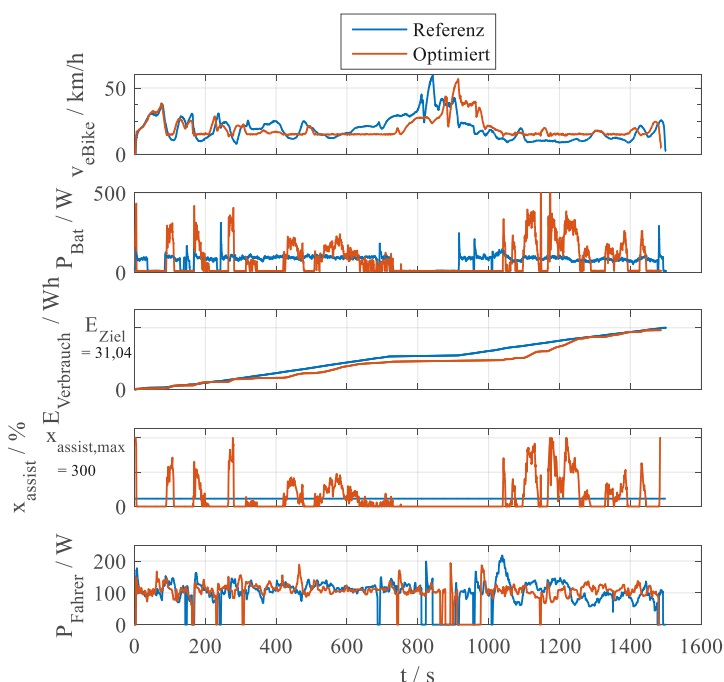 Referenz
Optimiert
v_eBike / km/h
50
0
P_Bat / W
500
0
E_Verbrauch / Wh
E_Ziel
= 31,04
0
x_assist / %
x_assist,max
= 300
0
P_Fahrer / W
200
100
0
0 200 400 600 800 1000 1200 1400 1600
t / s